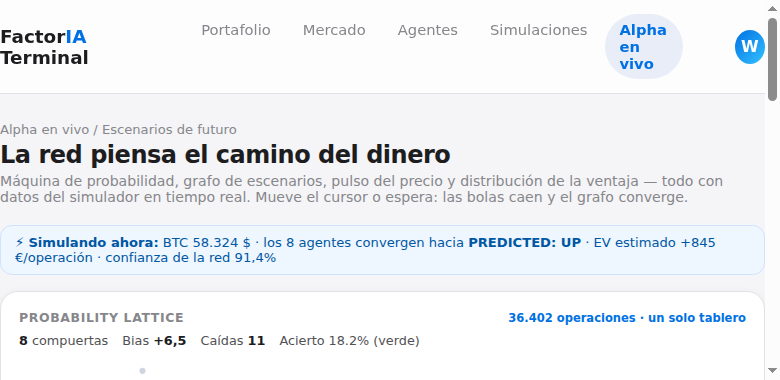 FactorIA
Terminal
Portafolio
Mercado
Agentes
Simulaciones
Alpha
en
vivo
W
Alpha en vivo / Escenarios de futuro
La red piensa el camino del dinero
Máquina de probabilidad, grafo de escenarios, pulso del precio y distribución de la ventaja — todo con
datos del simulador en tiempo real. Mueve el cursor o espera: las bolas caen y el grafo converge.
⚡ Simulando ahora: BTC 58.324 $ · los 8 agentes convergen hacia PREDICTED: UP · EV estimado +845
€/operación · confianza de la red 91,4%
PROBABILITY LATTICE
36.402 operaciones · un solo tablero
8 compuertas Bias +6,5 Caídas 11 Acierto 18.2% (verde)